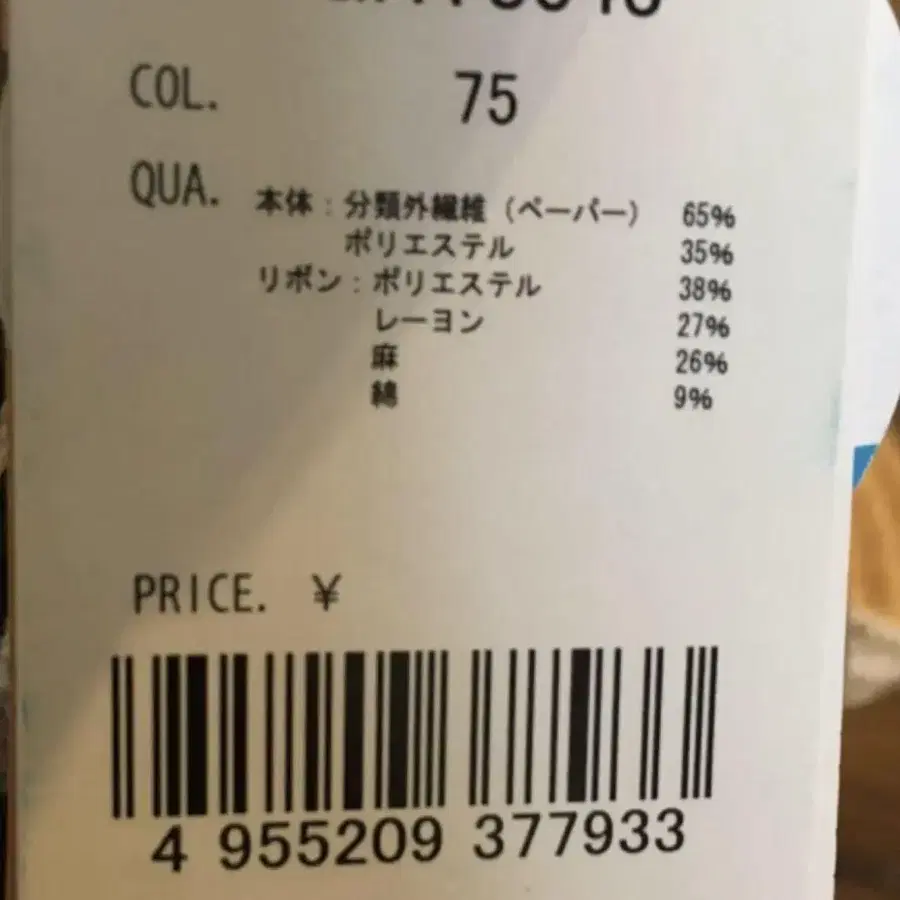 COL. 75
QUA. 本体：分類外繊維（ペーパー） 65%
ポリエステル 35%
リボン：ポリエステル 38%
レーヨン 27%
麻 26%
綿 9%
PRICE. ¥
4 955209 377933